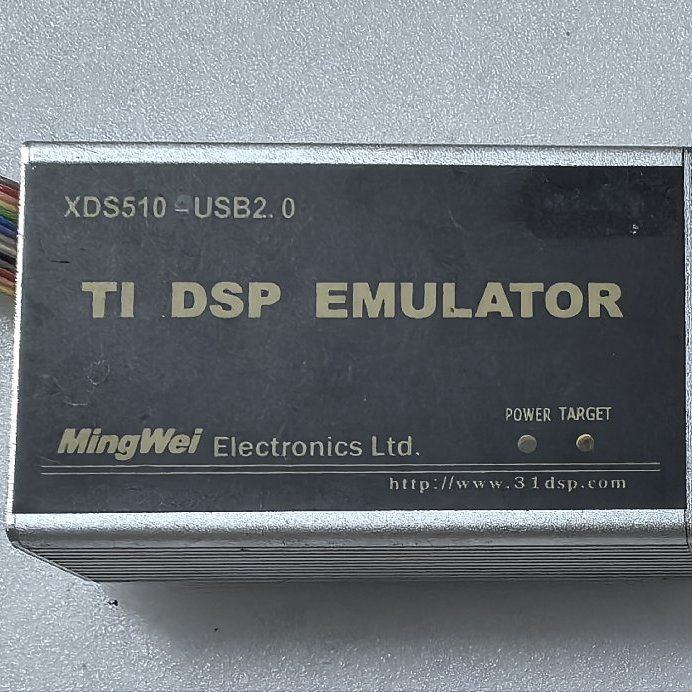 XDS510-USB2.0
TI DSP EMULATOR
POWER TARGET
MingWei Electronics Ltd.
http://www.31dsp.com